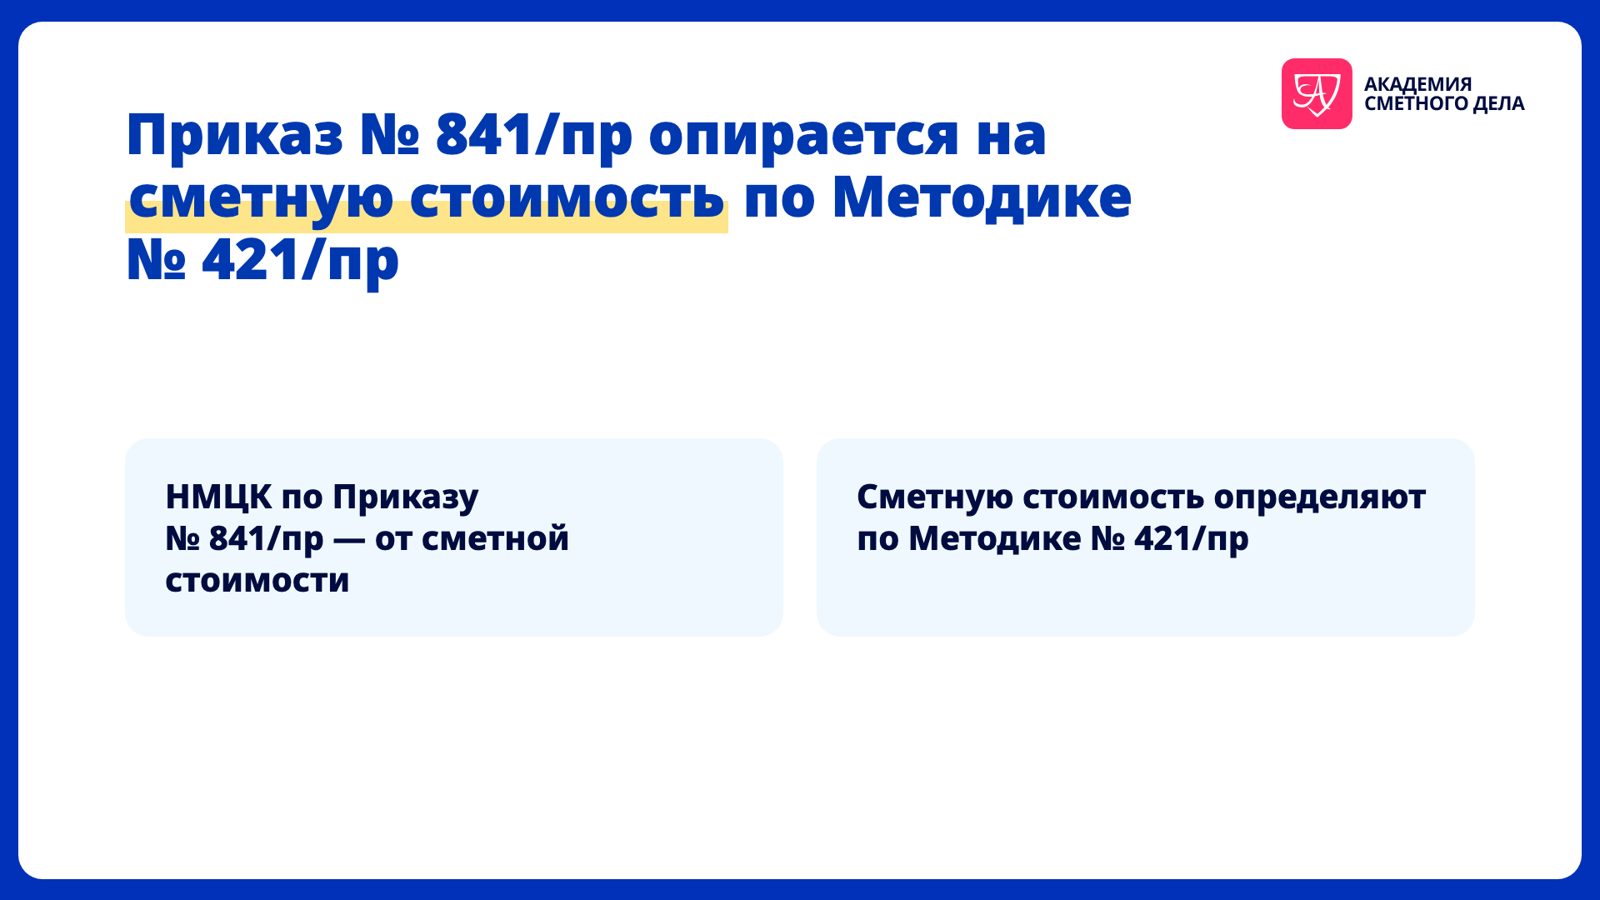 АКАДЕМИЯ
СМЕТНОГО ДЕЛА
Приказ № 841/пр опирается на
сметную стоимость по Методике
№ 421/пр
НМЦК по Приказу
№ 841/пр — от сметной
стоимости
Сметную стоимость определяют
по Методике № 421/пр